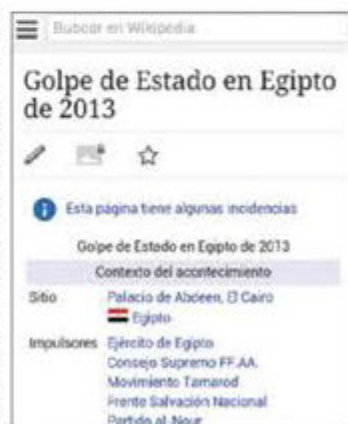 Buscar en Wikipedia
Golpe de Estado en Egipto
de 2013
Esta página tiene algunas incidencias
Golpe de Estado en Egipto de 2013
Contexto del acontecimiento
Sitio Palacio de Abdeen, El Cairo
Egipto
Impulsores Ejército de Egipto
Consejo Supremo FF.AA.
Movimiento Tamarod
Frente Salvación Nacional
Partido al-Nour